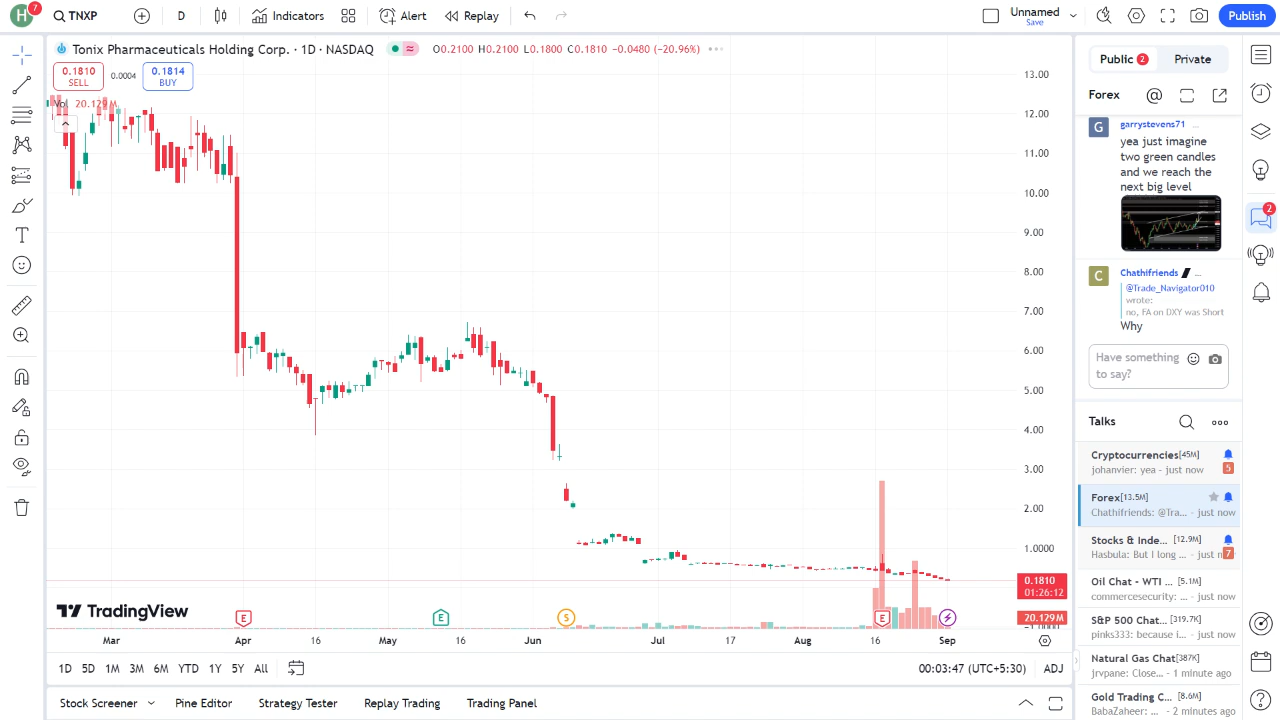 H
7
TNXP
D
Indicators
Alert
Replay
Unnamed
Save
Publish
Tonix Pharmaceuticals Holding Corp. · 1D · NASDAQ
O0.2100 H0.2100 L0.1800 C0.1810 -0.0480 (-20.96%)
0.1810
SELL
0.0004
0.1814
BUY
Vol 20.129M
13.00
12.00
11.00
10.00
9.00
8.00
7.00
6.00
5.00
4.00
3.00
2.00
1.0000
0.1810
01:26:12
20.129M
-1.0000
E
E
S
E
TradingView
Mar
Apr
16
May
16
Jun
Jul
17
Aug
16
Sep
1D
5D
1M
3M
6M
YTD
1Y
5Y
All
00:03:47 (UTC+5:30)
ADJ
Stock Screener
Pine Editor
Strategy Tester
Replay Trading
Trading Panel
Public 2
Private
Forex
G
garrystevens71 ...
yea just imagine
two green candles
and we reach the
next big level
C
Chathifriends ...
@Trade_Navigator010
wrote:
no, FA on DXY was Short
Why
Have something
to say?
Talks
Cryptocurrencies[45M]
johanvier: yea - just now
5
Forex[13.5M]
Chathifriends: @Tra... - just now
Stocks & Inde... [12.9M]
Hasbula: But I long ... - just n
7
Oil Chat - WTI ... [5.1M]
commercesecurity: ... - just now
S&P 500 Chat... [319.7K]
pinks333: because i... - just now
Natural Gas Chat[387K]
jrvpane: Close... - 1 minute ago
Gold Trading C... [8.6M]
BabaZaheer: ... - 2 minutes ago
2